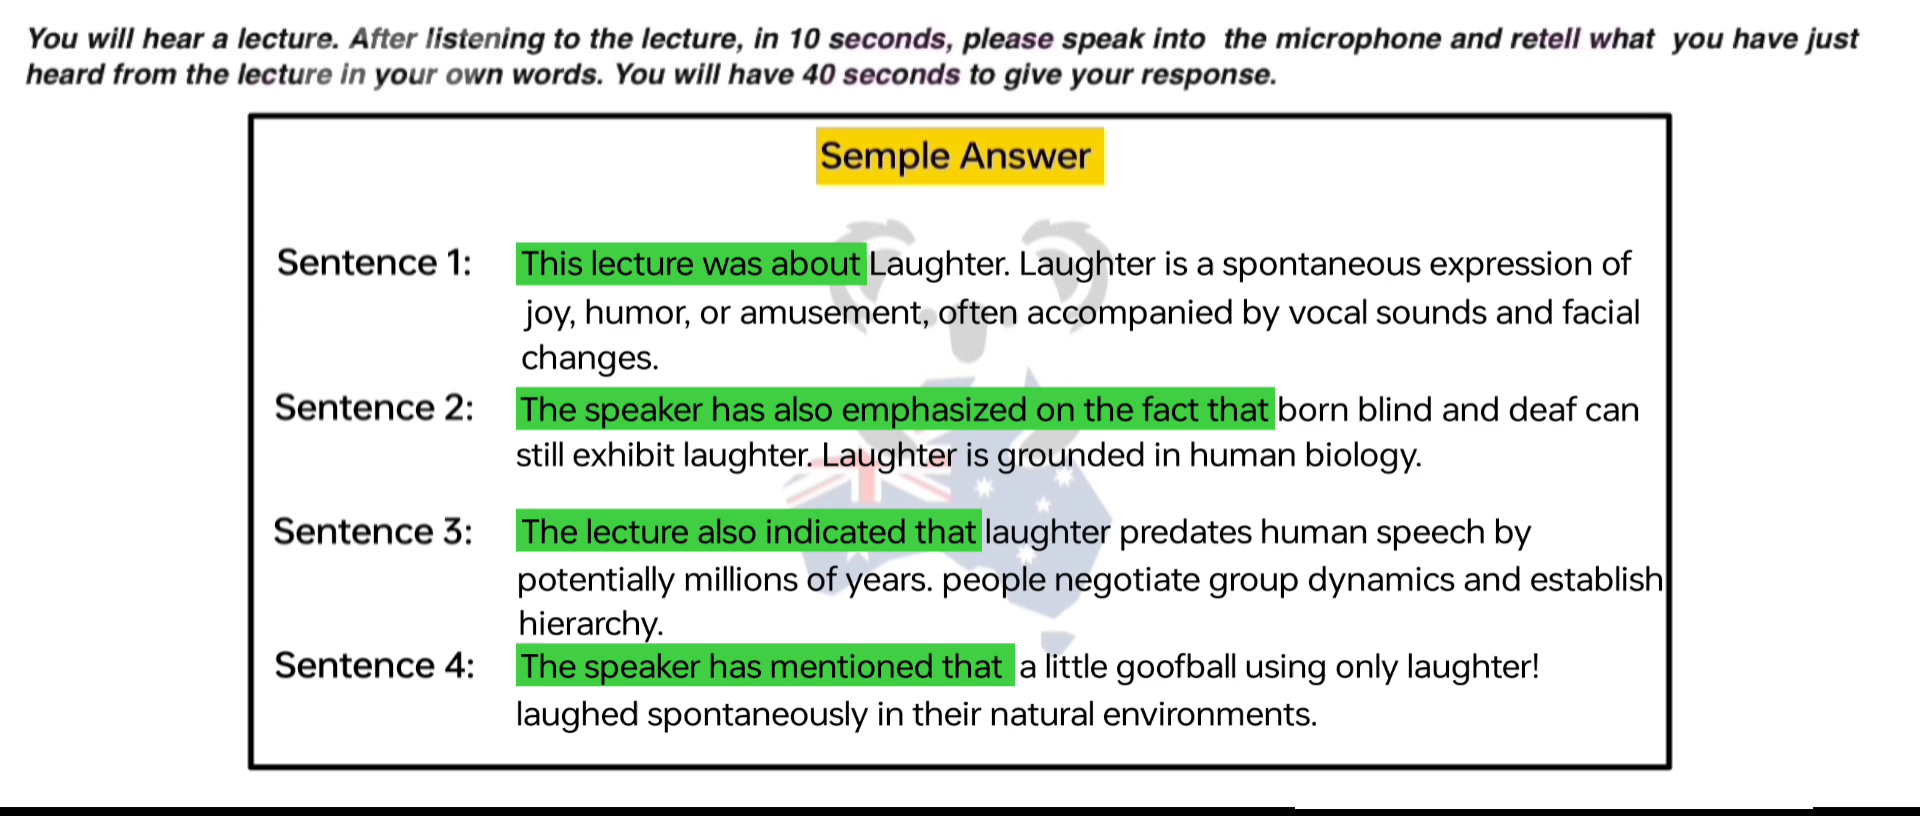 You will hear a lecture. After listening to the lecture, in 10 seconds, please speak into the microphone and retell what you have just
heard from the lecture in your own words. You will have 40 seconds to give your response.
Semple Answer
Sentence 1: This lecture was about Laughter. Laughter is a spontaneous expression of
joy, humor, or amusement, often accompanied by vocal sounds and facial
changes.
Sentence 2: The speaker has also emphasized on the fact that born blind and deaf can
still exhibit laughter. Laughter is grounded in human biology.
Sentence 3: The lecture also indicated that laughter predates human speech by
potentially millions of years. people negotiate group dynamics and establish
hierarchy.
Sentence 4: The speaker has mentioned that a little goofball using only laughter!
laughed spontaneously in their natural environments.